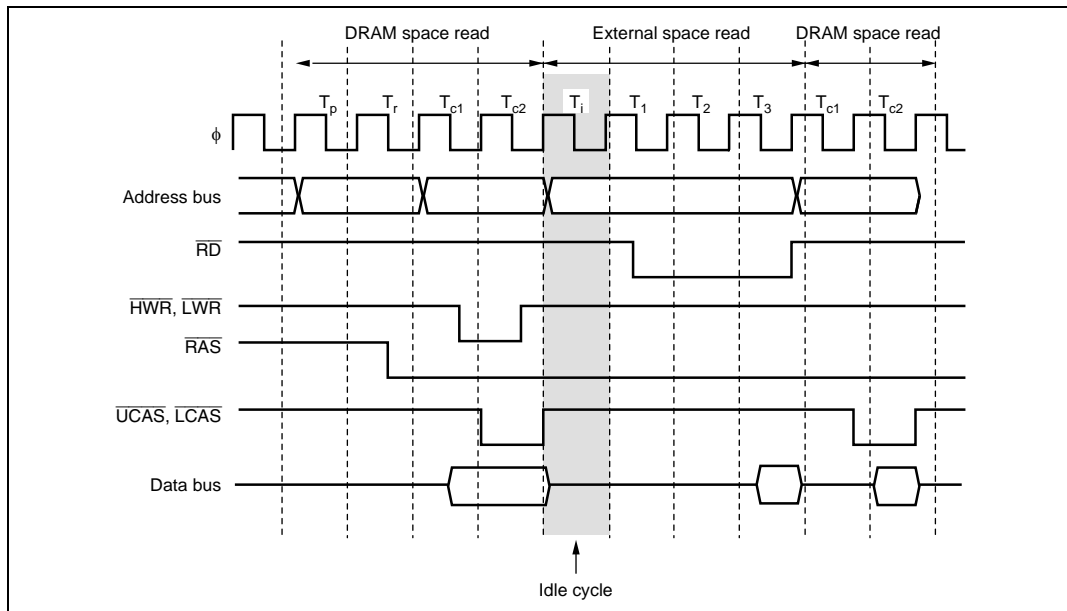 DRAM space read External space read DRAM space read
Tp Tr Tc1 Tc2 Ti T1 T2 T3 Tc1 Tc2
ϕ
Address bus
RD
HWR, LWR
RAS
UCAS, LCAS
Data bus
Idle cycle